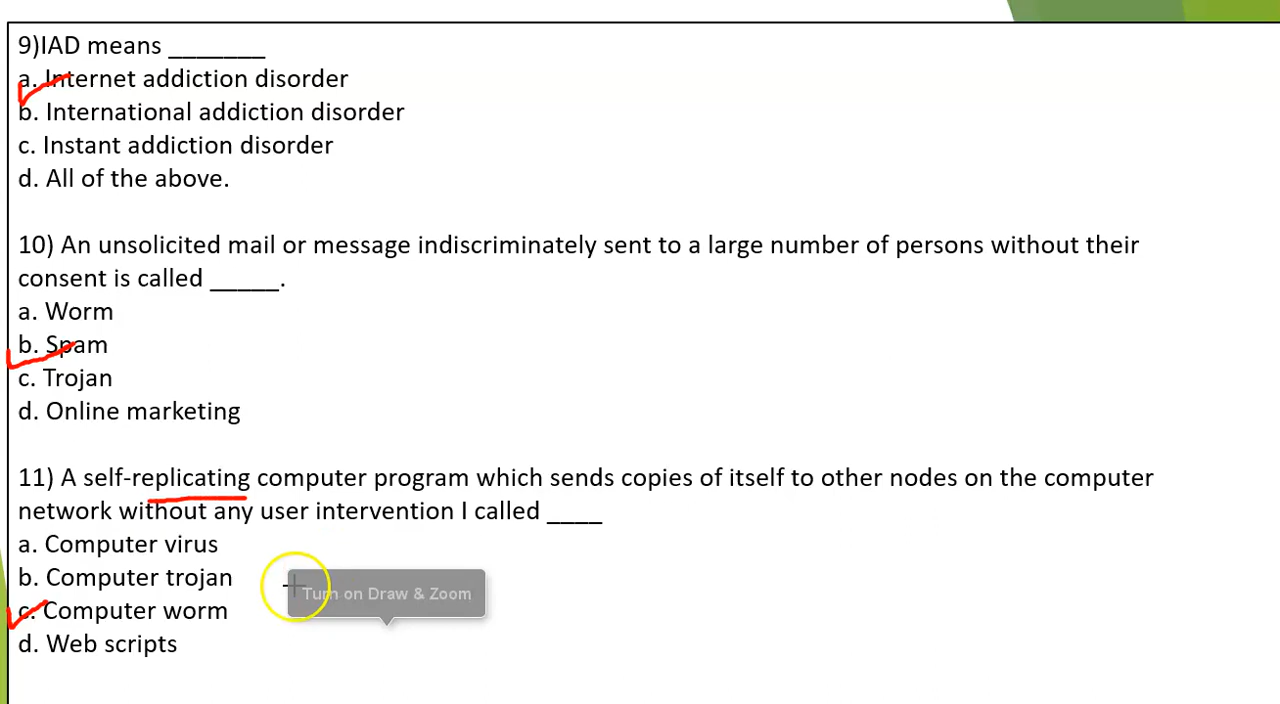 9)IAD means _______
a. Internet addiction disorder
b. International addiction disorder
c. Instant addiction disorder
d. All of the above.
10) An unsolicited mail or message indiscriminately sent to a large number of persons without their
consent is called _____.
a. Worm
b. Spam
c. Trojan
d. Online marketing
11) A self-replicating computer program which sends copies of itself to other nodes on the computer
network without any user intervention I called ____
a. Computer virus
b. Computer trojan
Turn on Draw & Zoom
c. Computer worm
d. Web scripts